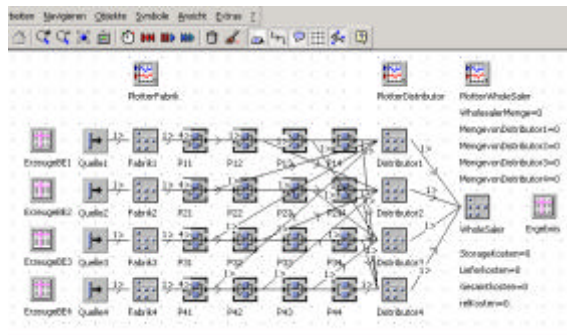 Navigieren Objekte Symbole Ansicht Extras ?
PlotterFabrik PlotterDistributor PlotterWholeSaler
WholesalerMenge=0
MengevonDistributor1=0
MengevonDistributor2=0
MengevonDistributor3=0
MengevonDistributor4=0
ErzeugeBE1 Quelle1 Fabrik1 P11 P12 P13 P14 Distributor1
ErzeugeBE2 Quelle2 Fabrik2 P21 P22 P23 P24 Distributor2
WholeSaler Ergebnis
ErzeugeBE3 Quelle3 Fabrik3 P31 P32 P33 P34 Distributor3
StorageKosten=0
Lieferkosten=0
GesamtKosten=0
relKosten=0
ErzeugeBE4 Quelle4 Fabrik4 P41 P42 P43 P44 Distributor4